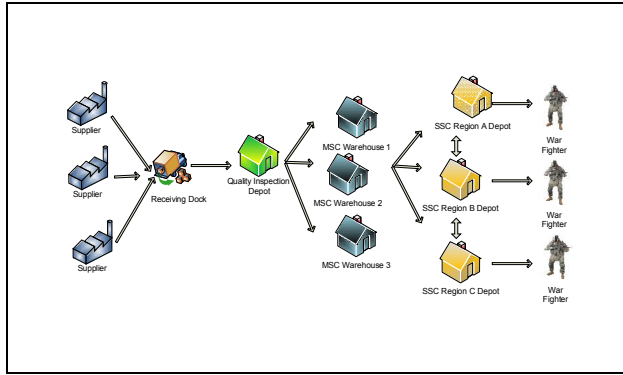 Supplier
Supplier
Supplier
Receiving Dock
Quality Inspection
Depot
MSC Warehouse 1
MSC Warehouse 2
MSC Warehouse 3
SSC Region A Depot
SSC Region B Depot
SSC Region C Depot
War
Fighter
War
Fighter
War
Fighter